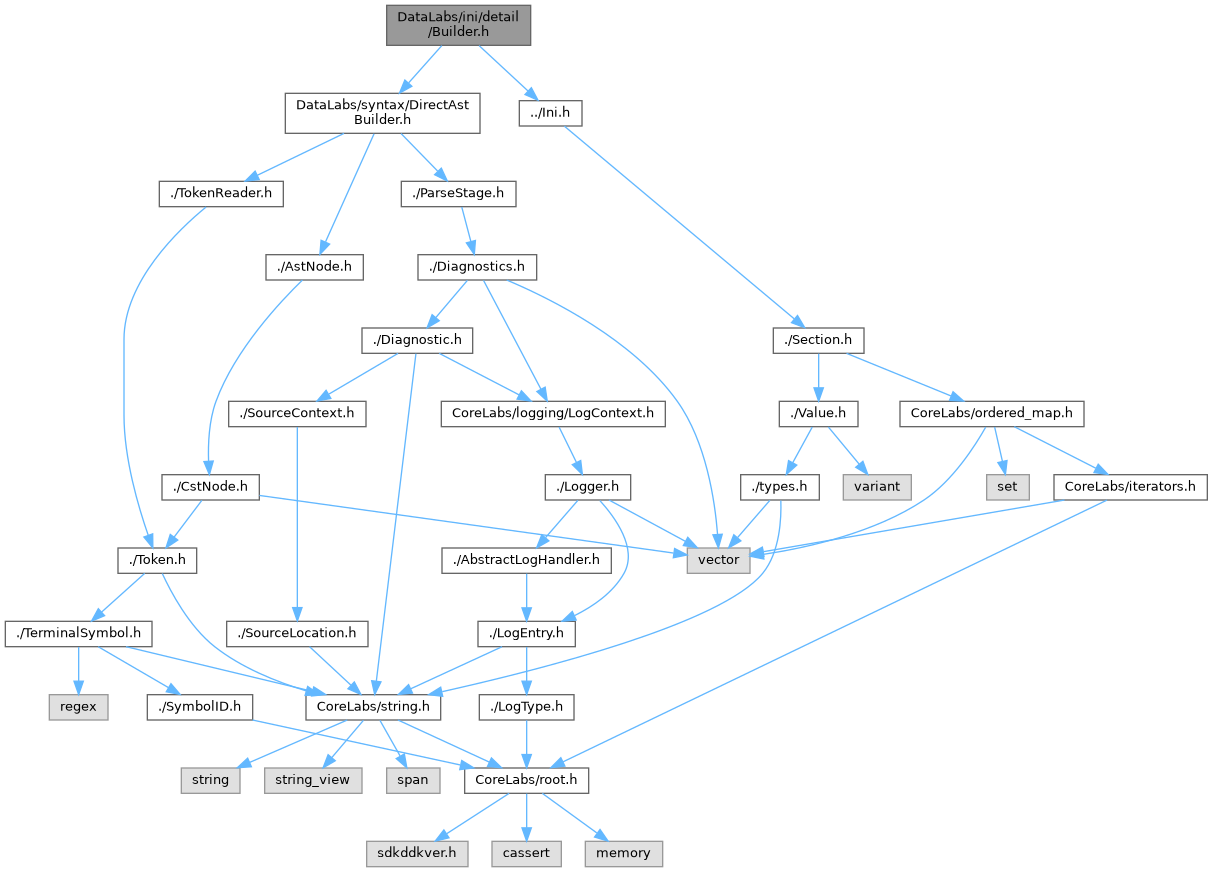 DataLabs/ini/detail
/Builder.h
DataLabs/syntax/DirectAst
Builder.h
../Ini.h
./TokenReader.h
./ParseStage.h
./AstNode.h
./Diagnostics.h
./Diagnostic.h
./Section.h
./SourceContext.h
CoreLabs/logging/LogContext.h
./Value.h
CoreLabs/ordered_map.h
./CstNode.h
./Logger.h
./types.h
variant
set
CoreLabs/iterators.h
./Token.h
./AbstractLogHandler.h
vector
./TerminalSymbol.h
./SourceLocation.h
./LogEntry.h
regex
./SymbolID.h
CoreLabs/string.h
./LogType.h
string
string_view
span
CoreLabs/root.h
sdkddkver.h
cassert
memory